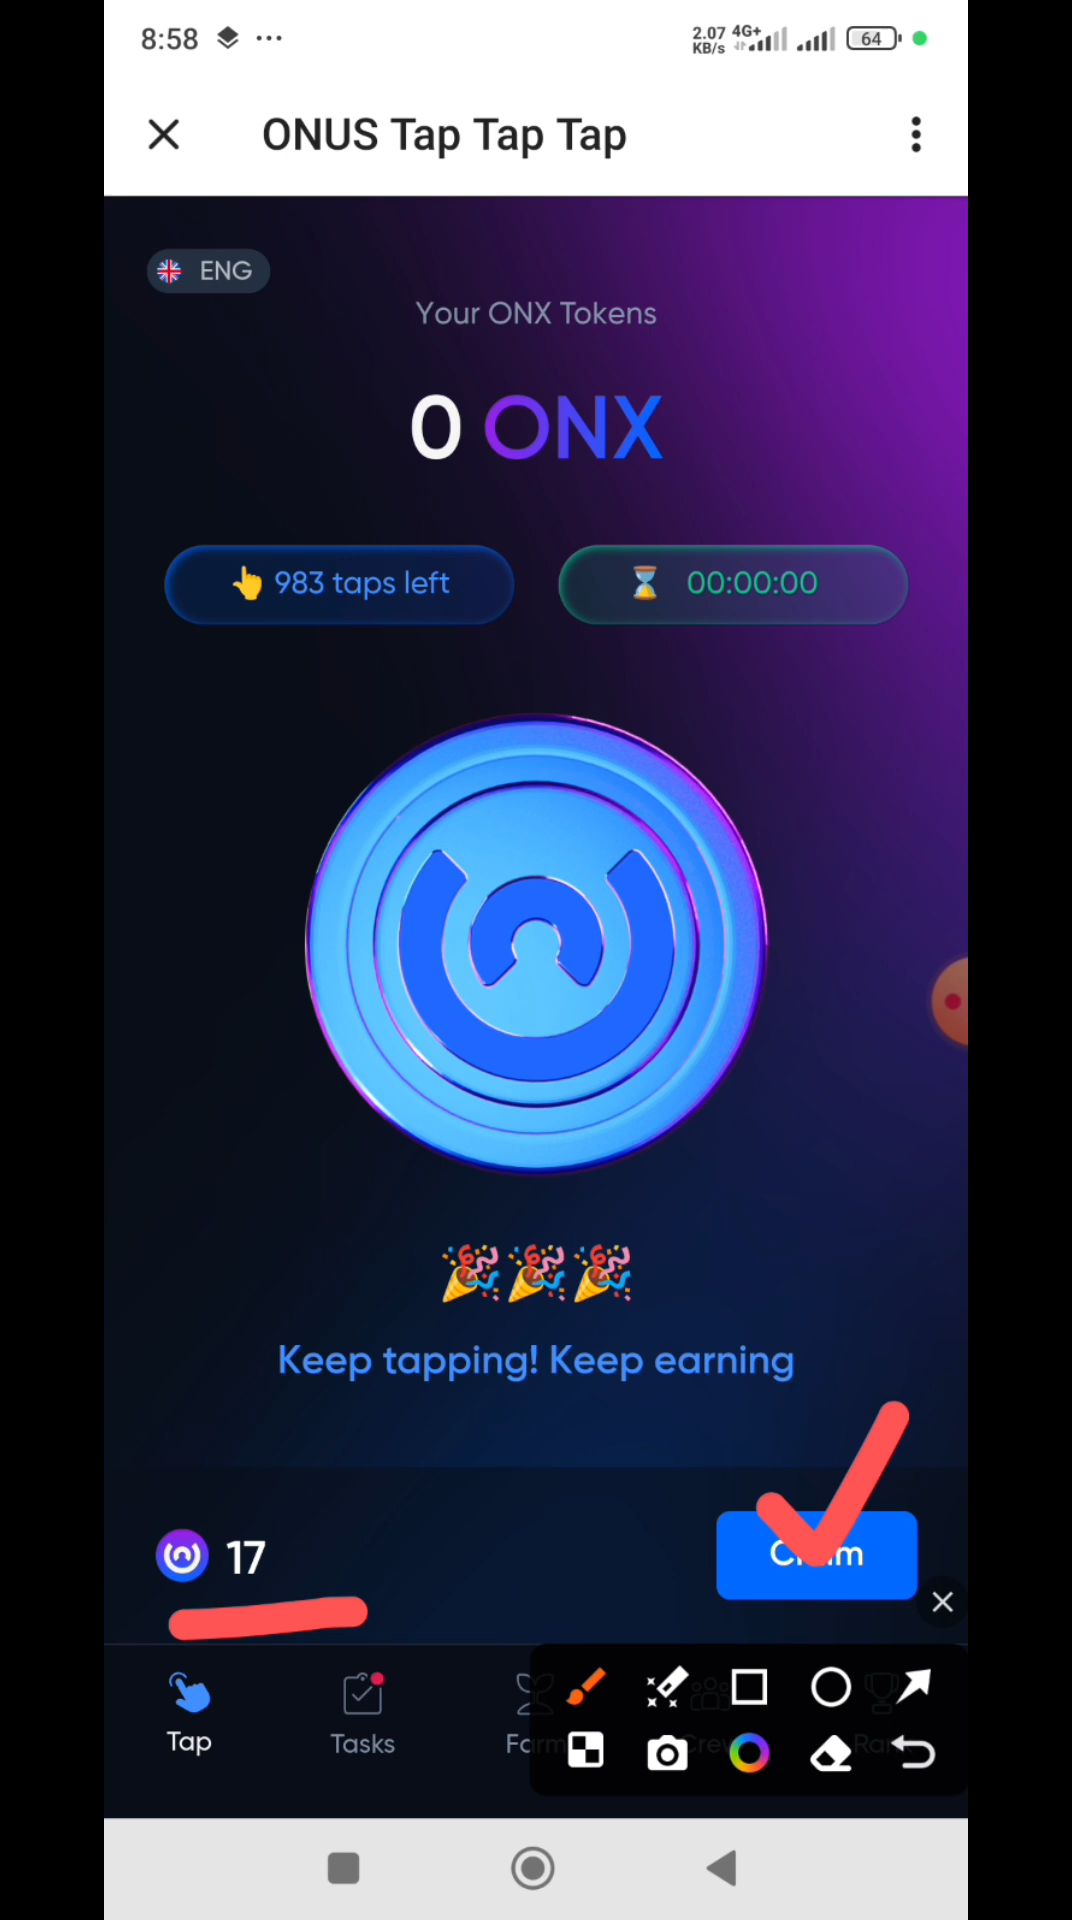 8:58
2.07 KB/s 4G+ 64
ONUS Tap Tap Tap
ENG
Your ONX Tokens
0 ONX
983 taps left
00:00:00
Keep tapping! Keep earning
17
Tap
Tasks